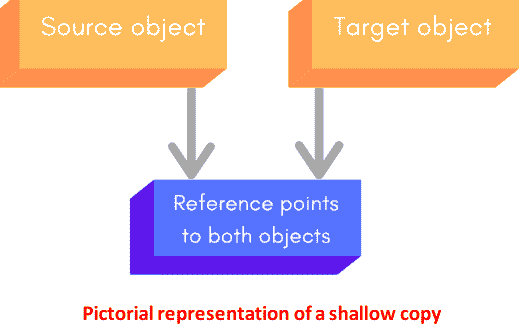 Source object
Target object
Reference points
to both objects
Pictorial representation of a shallow copy